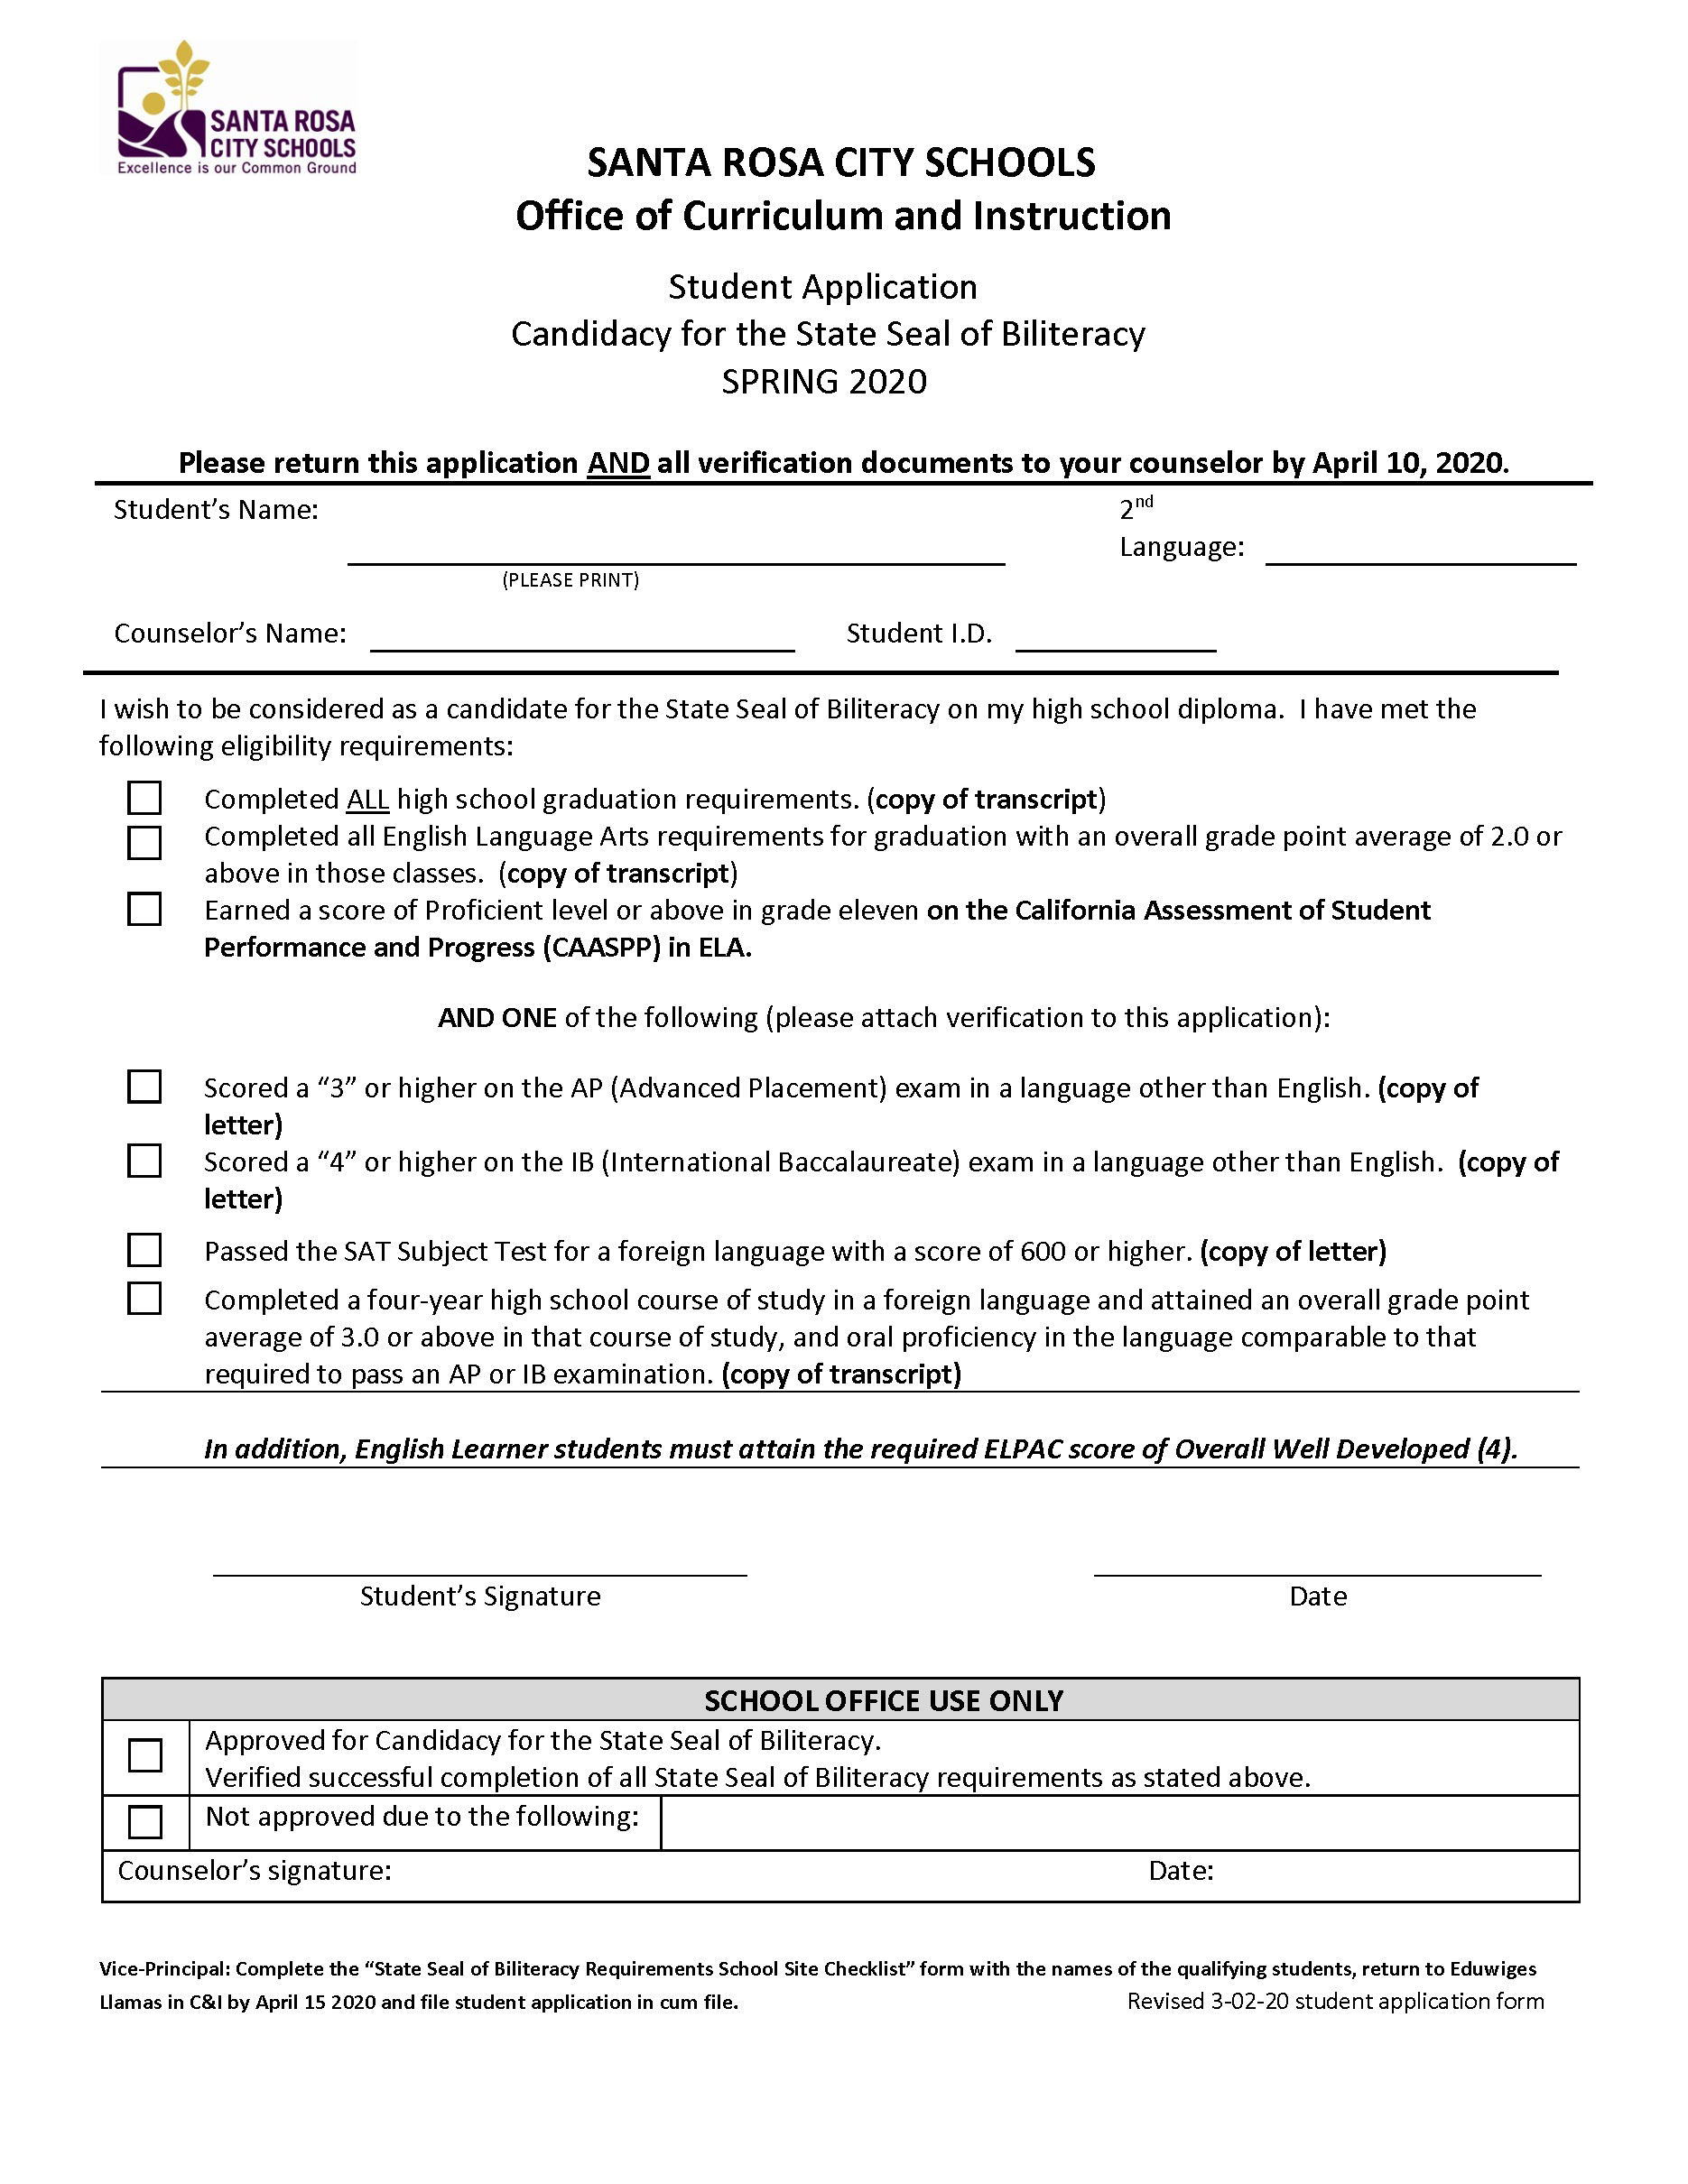 SANTA ROSA
CITY SCHOOLS
Excellence is our Common Ground
SANTA ROSA CITY SCHOOLS
Office of Curriculum and Instruction
Student Application
Candidacy for the State Seal of Biliteracy
SPRING 2020
Please return this application AND all verification documents to your counselor by April 10, 2020.
Student's Name:
2nd
Language:
(PLEASE PRINT)
Counselor's Name: Student I.D.
I wish to be considered as a candidate for the State Seal of Biliteracy on my high school diploma.  I have met the
following eligibility requirements:
Completed ALL high school graduation requirements. (copy of transcript)
Completed all English Language Arts requirements for graduation with an overall grade point average of 2.0 or
above in those classes.  (copy of transcript)
Earned a score of Proficient level or above in grade eleven on the California Assessment of Student
Performance and Progress (CAASPP) in ELA.
AND ONE of the following (please attach verification to this application):
Scored a “3” or higher on the AP (Advanced Placement) exam in a language other than English. (copy of
letter)
Scored a “4” or higher on the IB (International Baccalaureate) exam in a language other than English.  (copy of
letter)
Passed the SAT Subject Test for a foreign language with a score of 600 or higher. (copy of letter)
Completed a four-year high school course of study in a foreign language and attained an overall grade point
average of 3.0 or above in that course of study, and oral proficiency in the language comparable to that
required to pass an AP or IB examination. (copy of transcript)
In addition, English Learner students must attain the required ELPAC score of Overall Well Developed (4).
Student's Signature Date
SCHOOL OFFICE USE ONLY
Approved for Candidacy for the State Seal of Biliteracy.
Verified successful completion of all State Seal of Biliteracy requirements as stated above.
Not approved due to the following:
Counselor's signature: Date:
Vice-Principal: Complete the “State Seal of Biliteracy Requirements School Site Checklist” form with the names of the qualifying students, return to Eduwiges
Llamas in C&I by April 15 2020 and file student application in cum file. Revised 3-02-20 student application form